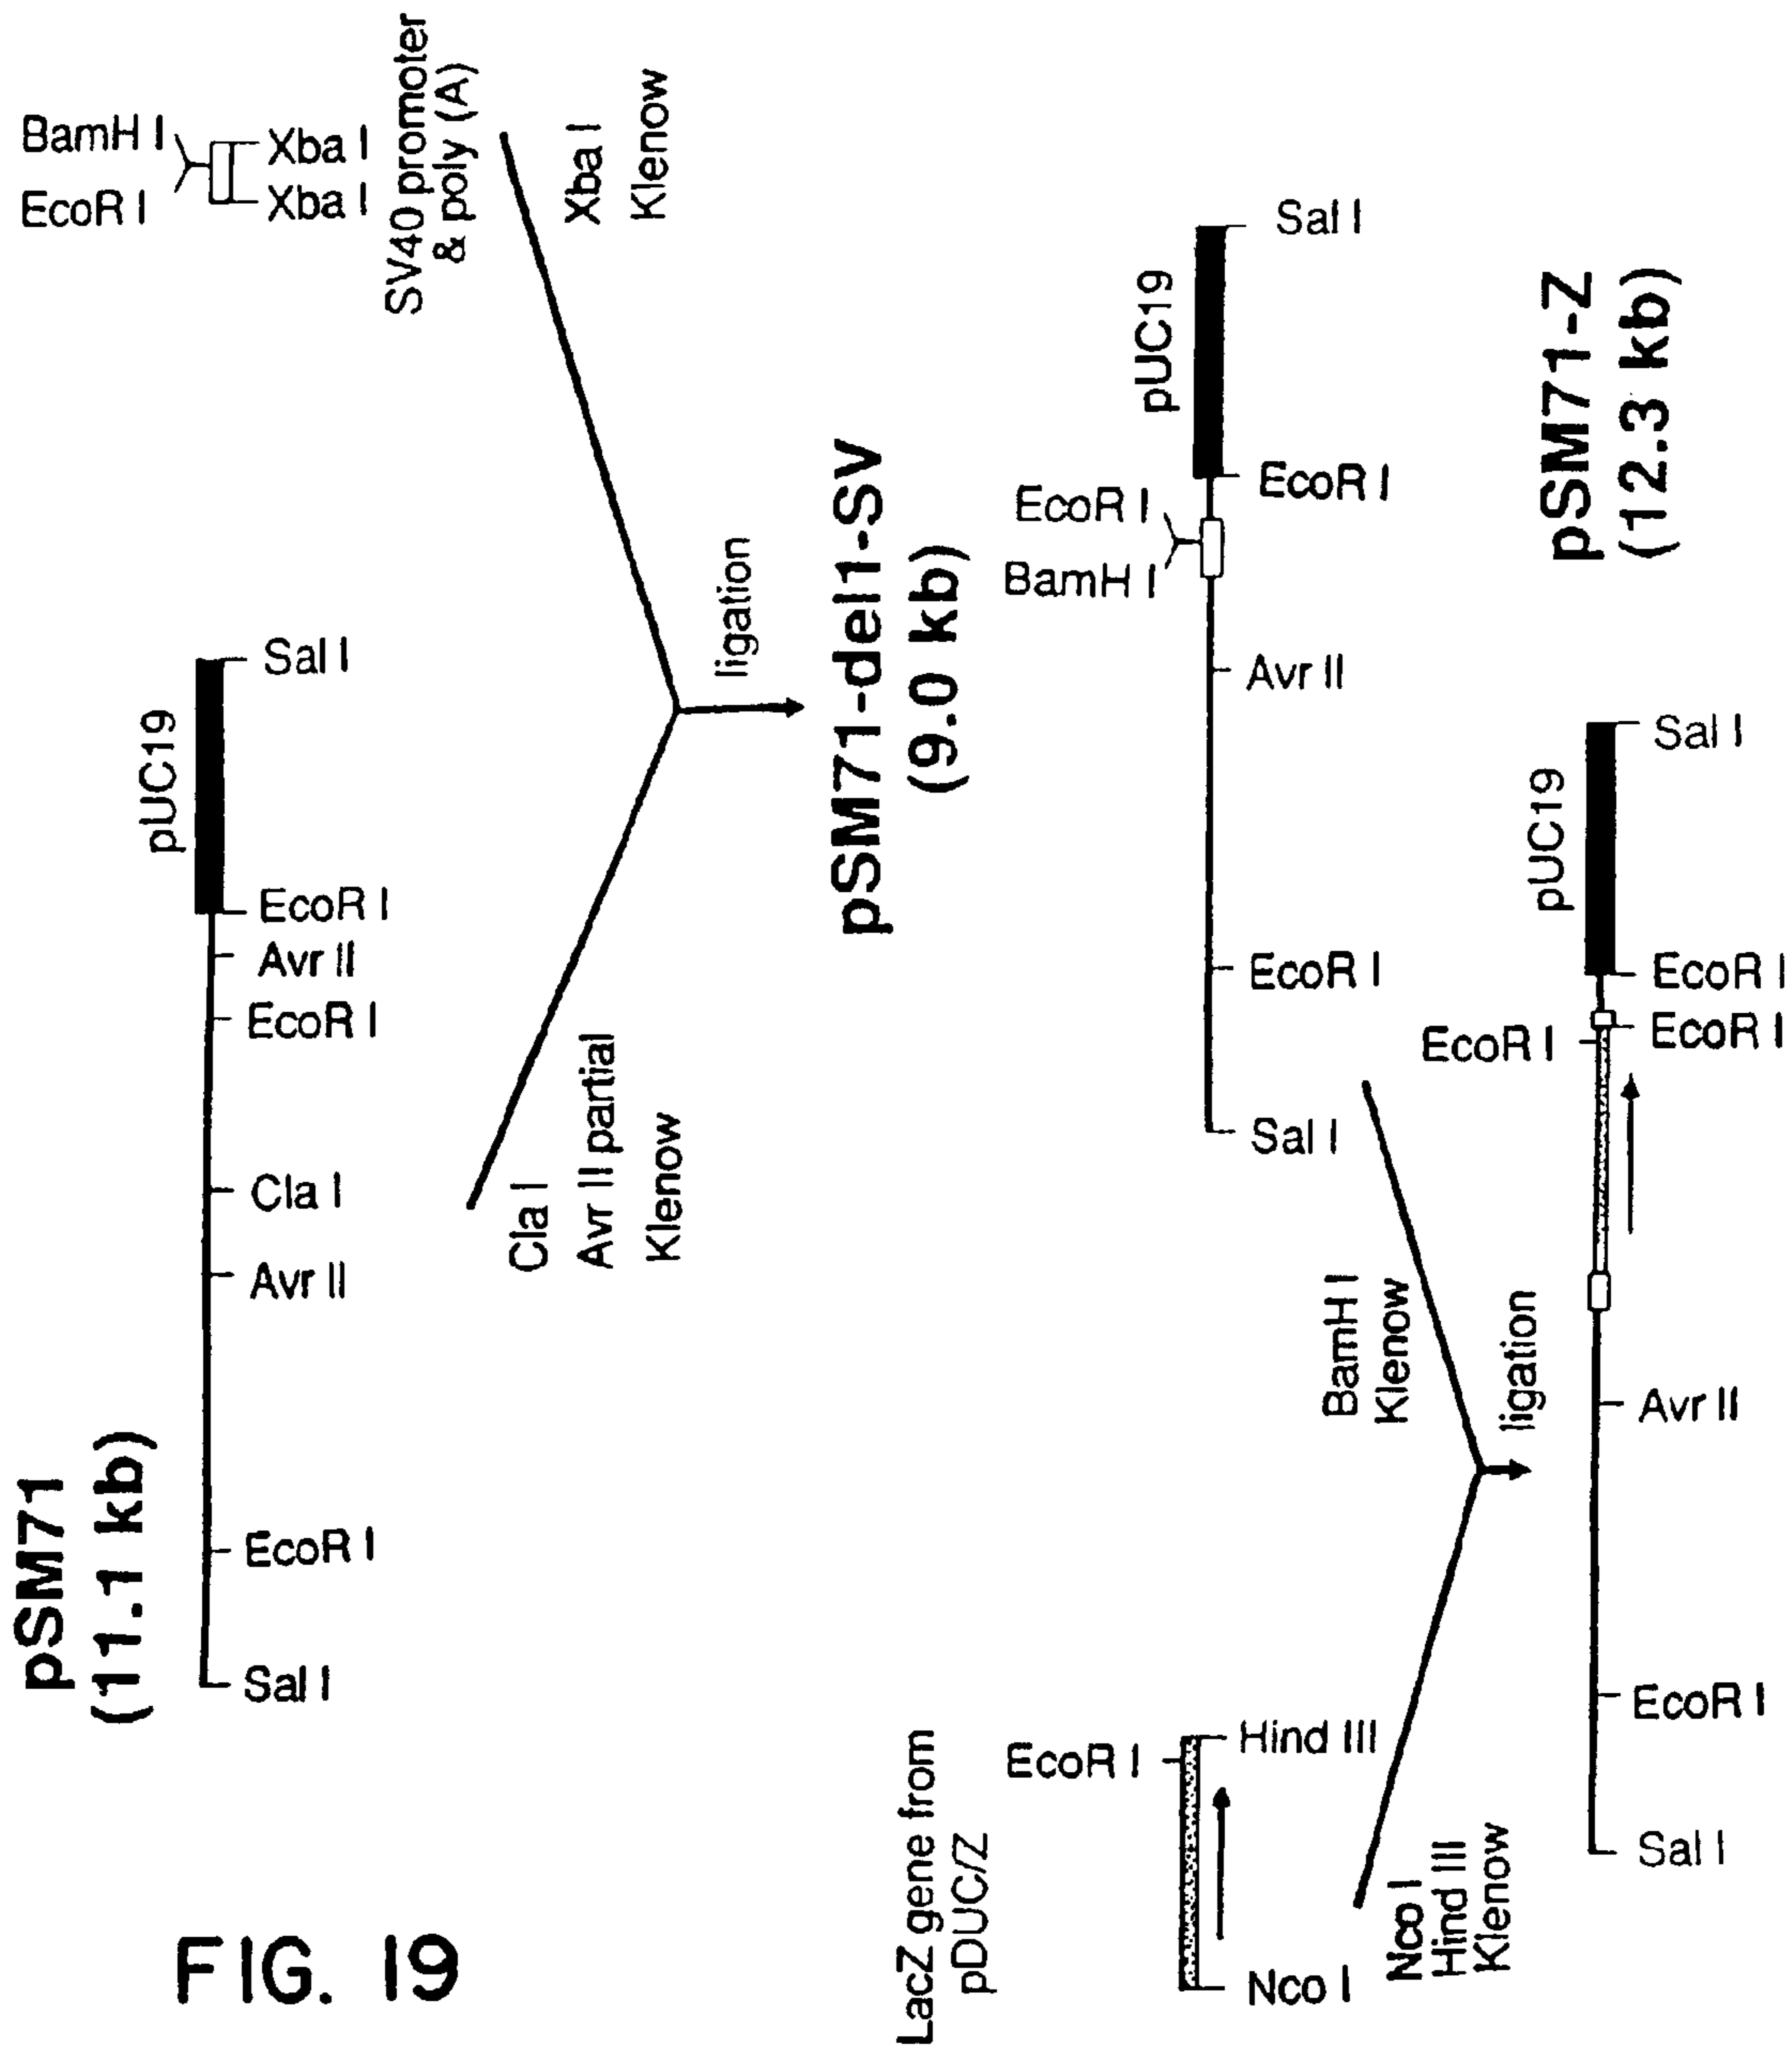 FIG. 19
pSM71
(11.1 kb)
pUC19
Sal I
EcoR I
Avr II
Cla I
EcoR I
Avr II
EcoR I
Sal I
EcoR I
BamH I
Xba I
Xba I
SV40 promoter
& poly (A)
Cla I
Avr II partial
Klenow
Xba I
Klenow
ligation
pSM71-del1-SV
(9.0 kb)
LacZ gene from
pDUC/Z
EcoR I
Nco I
Hind III
BamH I
EcoR I
pUC19
Sal I
EcoR I
Avr II
EcoR I
Sal I
Nco I
Hind III
Klenow
BamH I
Klenow
ligation
pSM71-Z
(12.3 kb)
EcoR I
pUC19
Sal I
EcoR I
Avr II
EcoR I
EcoR I
Sal I